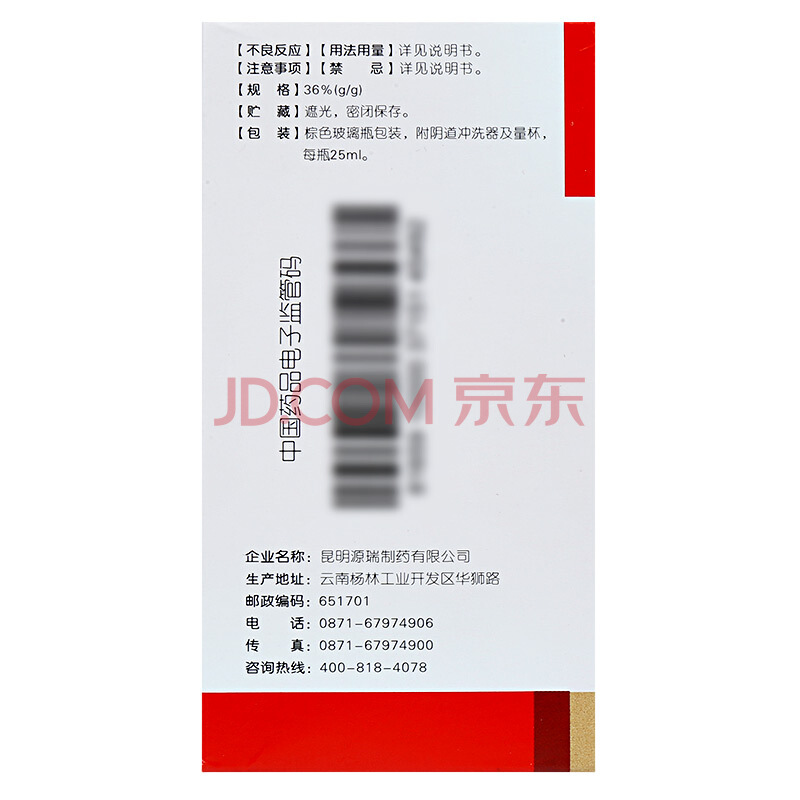 【不良反应】【用法用量】详见说明书。
【注意事项】【禁　忌】详见说明书。
【规　格】36%(g/g)
【贮　藏】遮光，密闭保存。
【包　装】棕色玻璃瓶包装，附阴道冲洗器及量杯，
每瓶25ml。
中国药品电子监管码
JD.COM 京东
企业名称：昆明源瑞制药有限公司
生产地址：云南杨林工业开发区华狮路
邮政编码：651701
电　话：0871-67974906
传　真：0871-67974900
咨询热线：400-818-4078